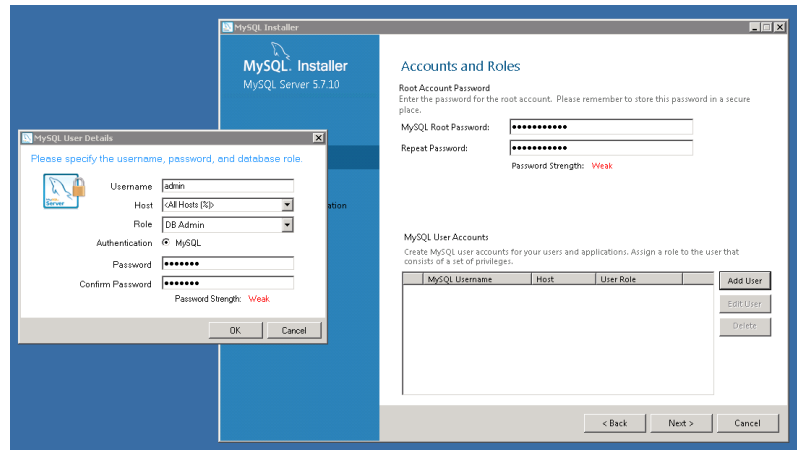 MySQL Installer
MySQL. Installer
MySQL Server 5.7.10
Accounts and Roles
Root Account Password
Enter the password for the root account. Please remember to store this password in a secure
place.
MySQL Root Password: ●●●●●●●●●●●
Repeat Password: ●●●●●●●●●●●
Password Strength: Weak
ation
MySQL User Accounts
Create MySQL user accounts for your users and applications. Assign a role to the user that
consists of a set of privileges.
MySQL Username Host User Role
Add User
Edit User
Delete
< Back Next > Cancel
MySQL User Details
Please specify the username, password, and database role.
Server
Username admin
Host <All Hosts (%)>
Role DB Admin
Authentication MySQL
Password ●●●●●●●
Confirm Password ●●●●●●●
Password Strength: Weak
OK Cancel